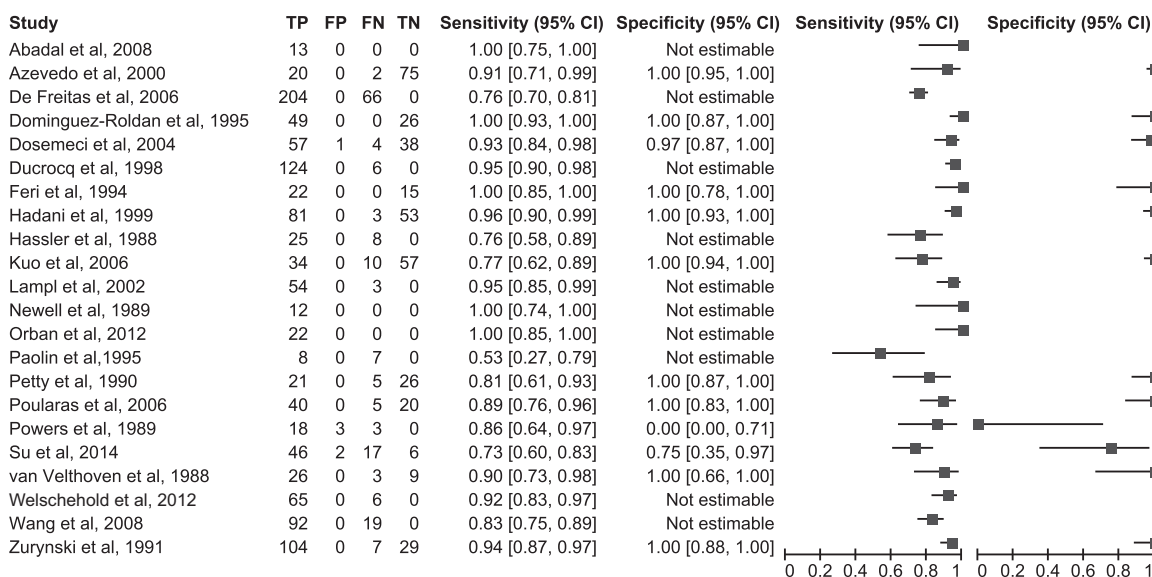 Study TP FP FN TN Sensitivity (95% CI) Specificity (95% CI) Sensitivity (95% CI) Specificity (95% CI)
Abadal et al, 2008 13 0 0 0 1.00 [0.75, 1.00] Not estimable
Azevedo et al, 2000 20 0 2 75 0.91 [0.71, 0.99] 1.00 [0.95, 1.00]
De Freitas et al, 2006 204 0 66 0 0.76 [0.70, 0.81] Not estimable
Dominguez-Roldan et al, 1995 49 0 0 26 1.00 [0.93, 1.00] 1.00 [0.87, 1.00]
Dosemeci et al, 2004 57 1 4 38 0.93 [0.84, 0.98] 0.97 [0.87, 1.00]
Ducrocq et al, 1998 124 0 6 0 0.95 [0.90, 0.98] Not estimable
Feri et al, 1994 22 0 0 15 1.00 [0.85, 1.00] 1.00 [0.78, 1.00]
Hadani et al, 1999 81 0 3 53 0.96 [0.90, 0.99] 1.00 [0.93, 1.00]
Hassler et al, 1988 25 0 8 0 0.76 [0.58, 0.89] Not estimable
Kuo et al, 2006 34 0 10 57 0.77 [0.62, 0.89] 1.00 [0.94, 1.00]
Lampl et al, 2002 54 0 3 0 0.95 [0.85, 0.99] Not estimable
Newell et al, 1989 12 0 0 0 1.00 [0.74, 1.00] Not estimable
Orban et al, 2012 22 0 0 0 1.00 [0.85, 1.00] Not estimable
Paolin et al,1995 8 0 7 0 0.53 [0.27, 0.79] Not estimable
Petty et al, 1990 21 0 5 26 0.81 [0.61, 0.93] 1.00 [0.87, 1.00]
Poularas et al, 2006 40 0 5 20 0.89 [0.76, 0.96] 1.00 [0.83, 1.00]
Powers et al, 1989 18 3 3 0 0.86 [0.64, 0.97] 0.00 [0.00, 0.71]
Su et al, 2014 46 2 17 6 0.73 [0.60, 0.83] 0.75 [0.35, 0.97]
van Velthoven et al, 1988 26 0 3 9 0.90 [0.73, 0.98] 1.00 [0.66, 1.00]
Welschehold et al, 2012 65 0 6 0 0.92 [0.83, 0.97] Not estimable
Wang et al, 2008 92 0 19 0 0.83 [0.75, 0.89] Not estimable
Zurynski et al, 1991 104 0 7 29 0.94 [0.87, 0.97] 1.00 [0.88, 1.00]
0 0.2 0.4 0.6 0.8 1 0 0.2 0.4 0.6 0.8 1